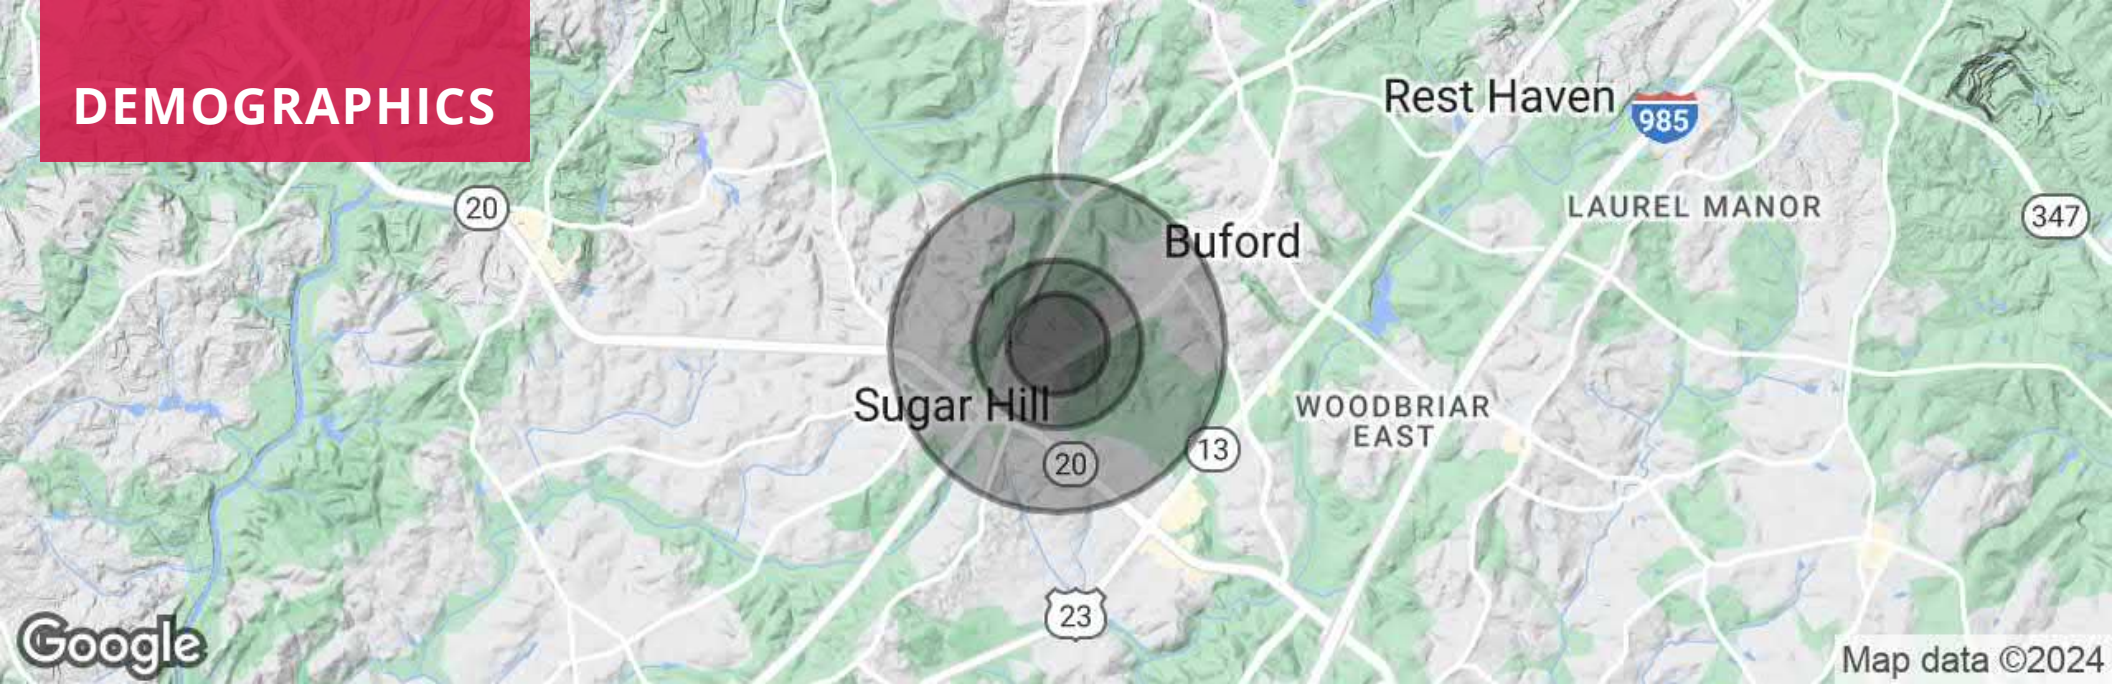 DEMOGRAPHICS
Rest Haven
985
20
LAUREL MANOR
347
Buford
Sugar Hill
WOODBRIAR
EAST
13
20
23
Google
Map data ©2024